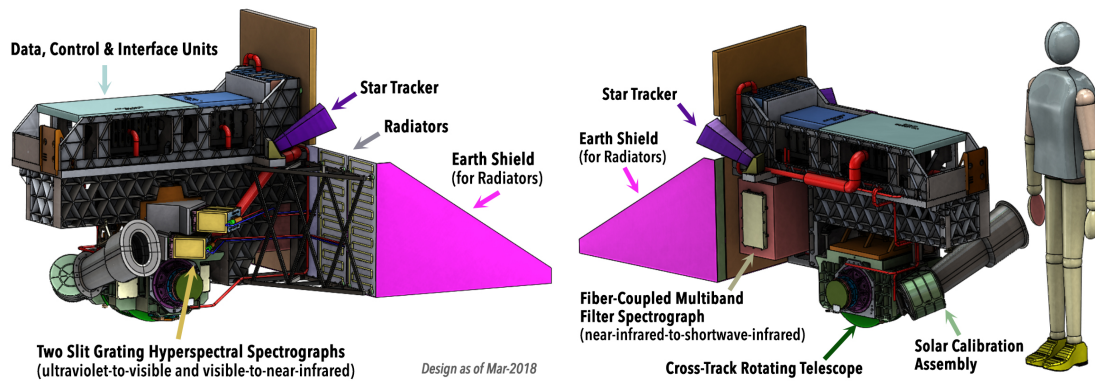 Data, Control & Interface Units
Star Tracker
Radiators
Earth Shield
(for Radiators)
Two Slit Grating Hyperspectral Spectrographs
(ultraviolet-to-visible and visible-to-near-infrared)
Design as of Mar-2018
Star Tracker
Earth Shield
(for Radiators)
Fiber-Coupled Multiband
Filter Spectrograph
(near-infrared-to-shortwave-infrared)
Cross-Track Rotating Telescope
Solar Calibration
Assembly